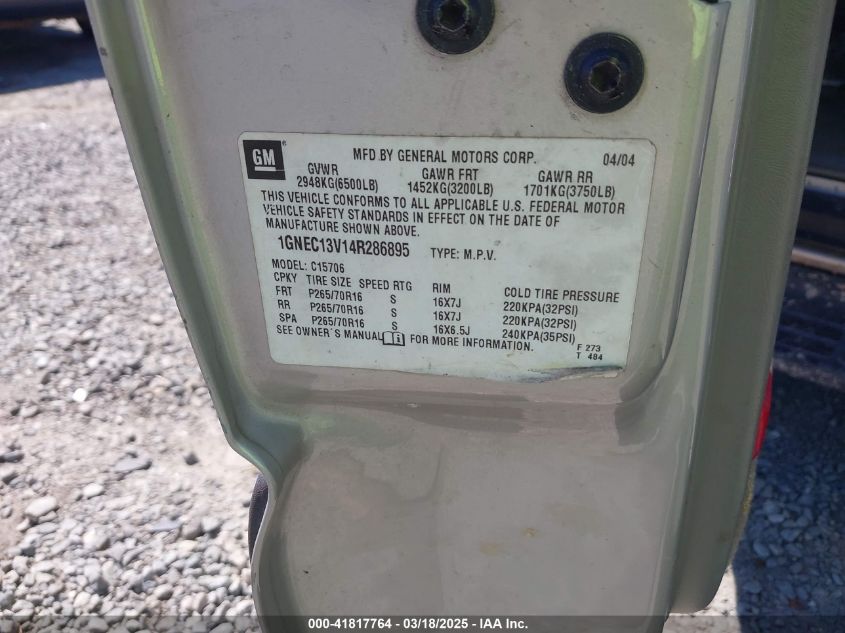 GM
MFD BY GENERAL MOTORS CORP. 04/04
GVWR GAWR FRT GAWR RR
2948KG(6500LB) 1452KG(3200LB) 1701KG(3750LB)
THIS VEHICLE CONFORMS TO ALL APPLICABLE U.S. FEDERAL MOTOR
VEHICLE SAFETY STANDARDS IN EFFECT ON THE DATE OF
MANUFACTURE SHOWN ABOVE.
1GNEC13V14R286895 TYPE: M.P.V.
MODEL: C15706
CPKY TIRE SIZE SPEED RTG RIM COLD TIRE PRESSURE
FRT P265/70R16 S 16X7J 220KPA(32PSI)
RR P265/70R16 S 16X7J 220KPA(32PSI)
SPA P265/70R16 S 16X6.5J 240KPA(35PSI)
SEE OWNER'S MANUAL FOR MORE INFORMATION.
F 273
T 484
000-41817764 - 03/18/2025 - IAA Inc.